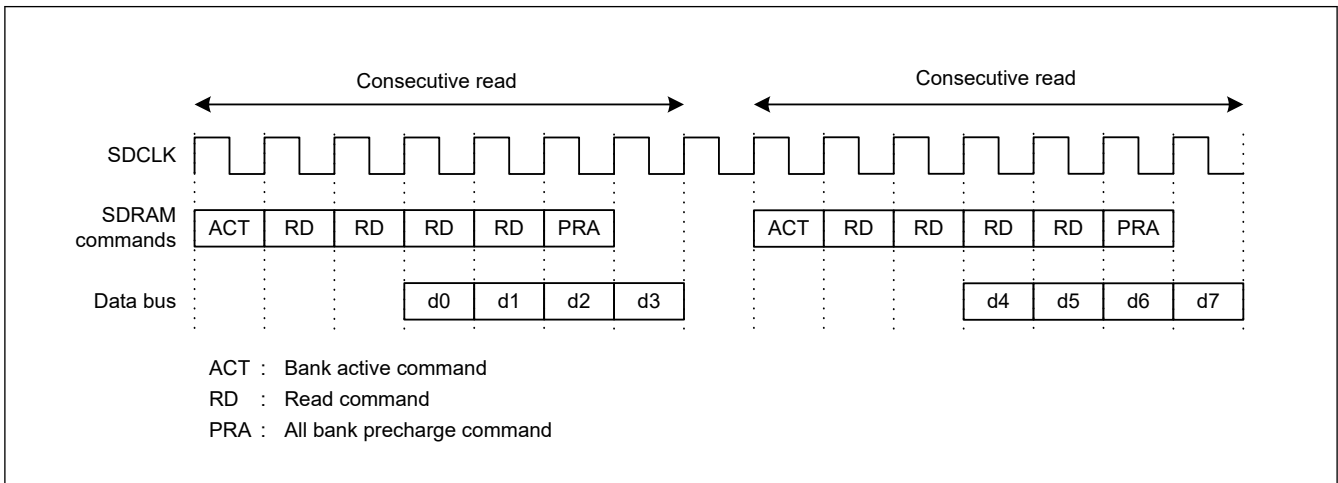 Consecutive read Consecutive read
SDCLK
SDRAM
commands
ACT RD RD RD RD PRA ACT RD RD RD RD PRA
Data bus d0 d1 d2 d3 d4 d5 d6 d7
ACT : Bank active command
RD : Read command
PRA : All bank precharge command